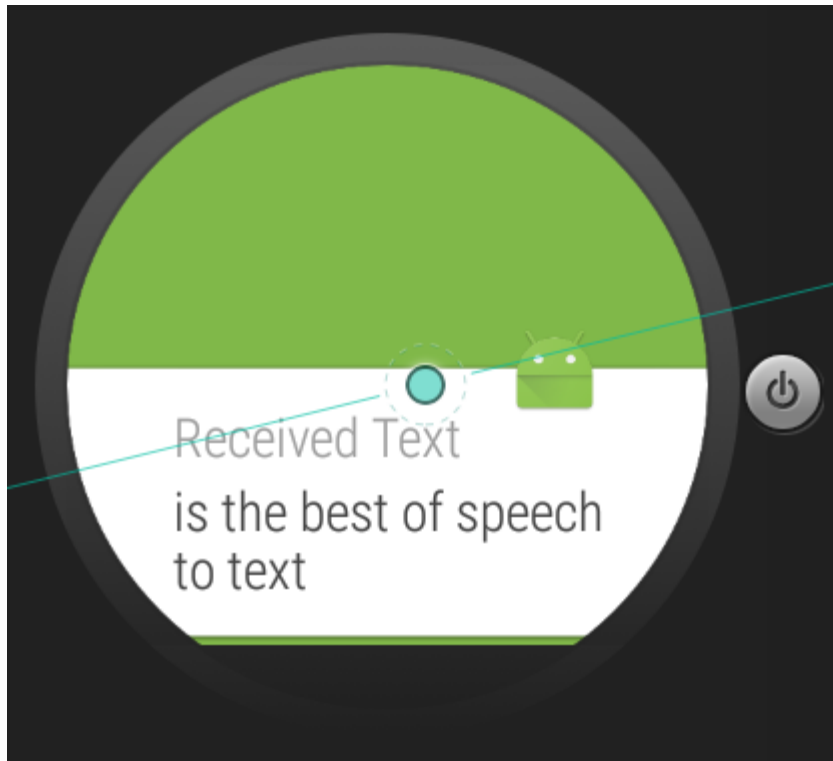 Received Text
is the best of speech
to text